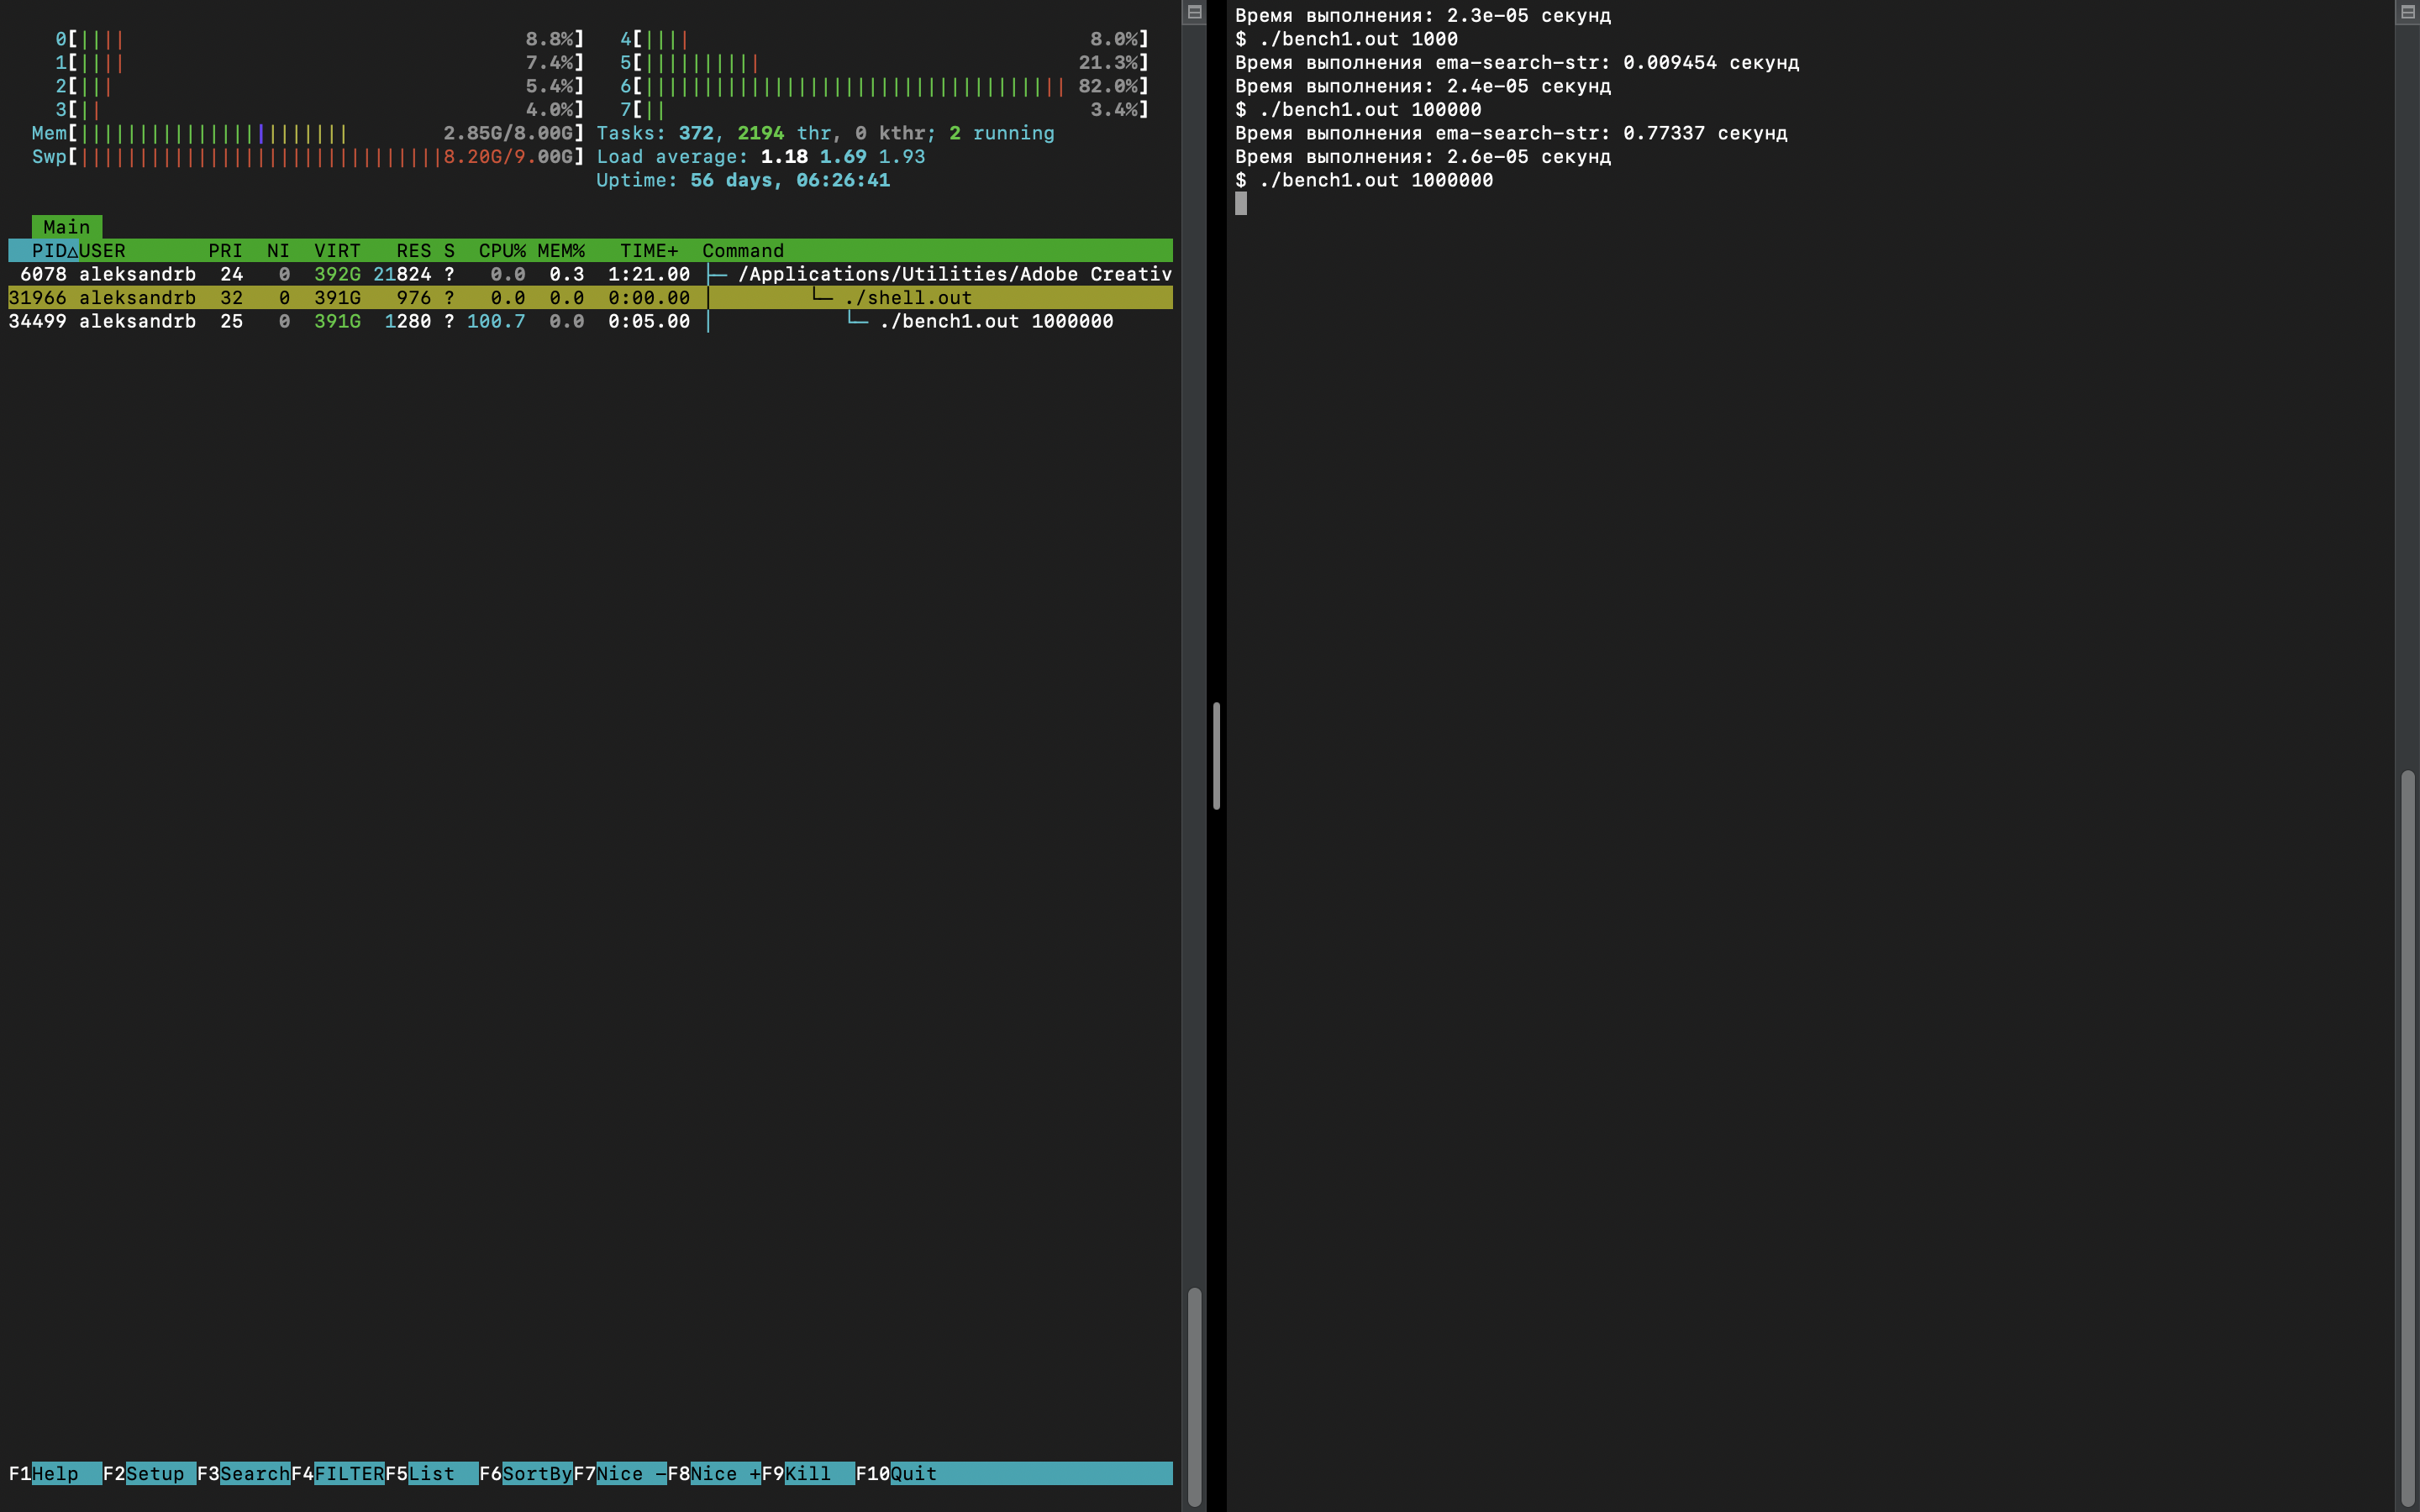 0[|||| 8.8%] 4[|||| 8.0%]
1[|||| 7.4%] 5[|||||||||| 21.3%]
2[||| 5.4%] 6[|||||||||||||||||||||||||||||||||||| 82.0%]
3[|| 4.0%] 7[|| 3.4%]
Mem[||||||||||||||||||||||| 2.85G/8.00G] Tasks: 372, 2194 thr, 0 kthr; 2 running
Swp[|||||||||||||||||||||||||||||||8.20G/9.00G] Load average: 1.18 1.69 1.93
Uptime: 56 days, 06:26:41
Main
PID△USER PRI NI VIRT RES S CPU% MEM% TIME+ Command
6078 aleksandrb 24 0 392G 21824 ? 0.0 0.3 1:21.00 ├─ /Applications/Utilities/Adobe Creativ
31966 aleksandrb 32 0 391G 976 ? 0.0 0.0 0:00.00 │ └─ ./shell.out
34499 aleksandrb 25 0 391G 1280 ? 100.7 0.0 0:05.00 │ └─ ./bench1.out 1000000
F1Help F2Setup F3SearchF4FILTERF5List F6SortByF7Nice -F8Nice +F9Kill F10Quit
Время выполнения: 2.3e-05 секунд
$ ./bench1.out 1000
Время выполнения ema-search-str: 0.009454 секунд
Время выполнения: 2.4e-05 секунд
$ ./bench1.out 100000
Время выполнения ema-search-str: 0.77337 секунд
Время выполнения: 2.6e-05 секунд
$ ./bench1.out 1000000